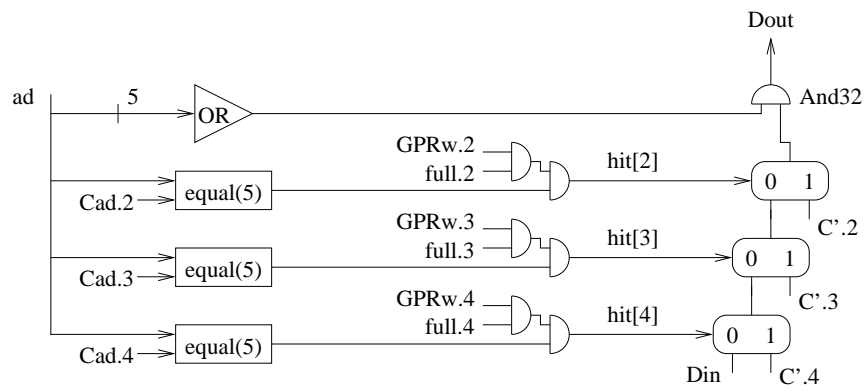 Dout
ad
5
OR
And32
GPRw.2
full.2
hit[2]
0 1
Cad.2
equal(5)
C'.2
GPRw.3
full.3
hit[3]
0 1
Cad.3
equal(5)
C'.3
GPRw.4
full.4
hit[4]
0 1
Cad.4
equal(5)
Din
C'.4